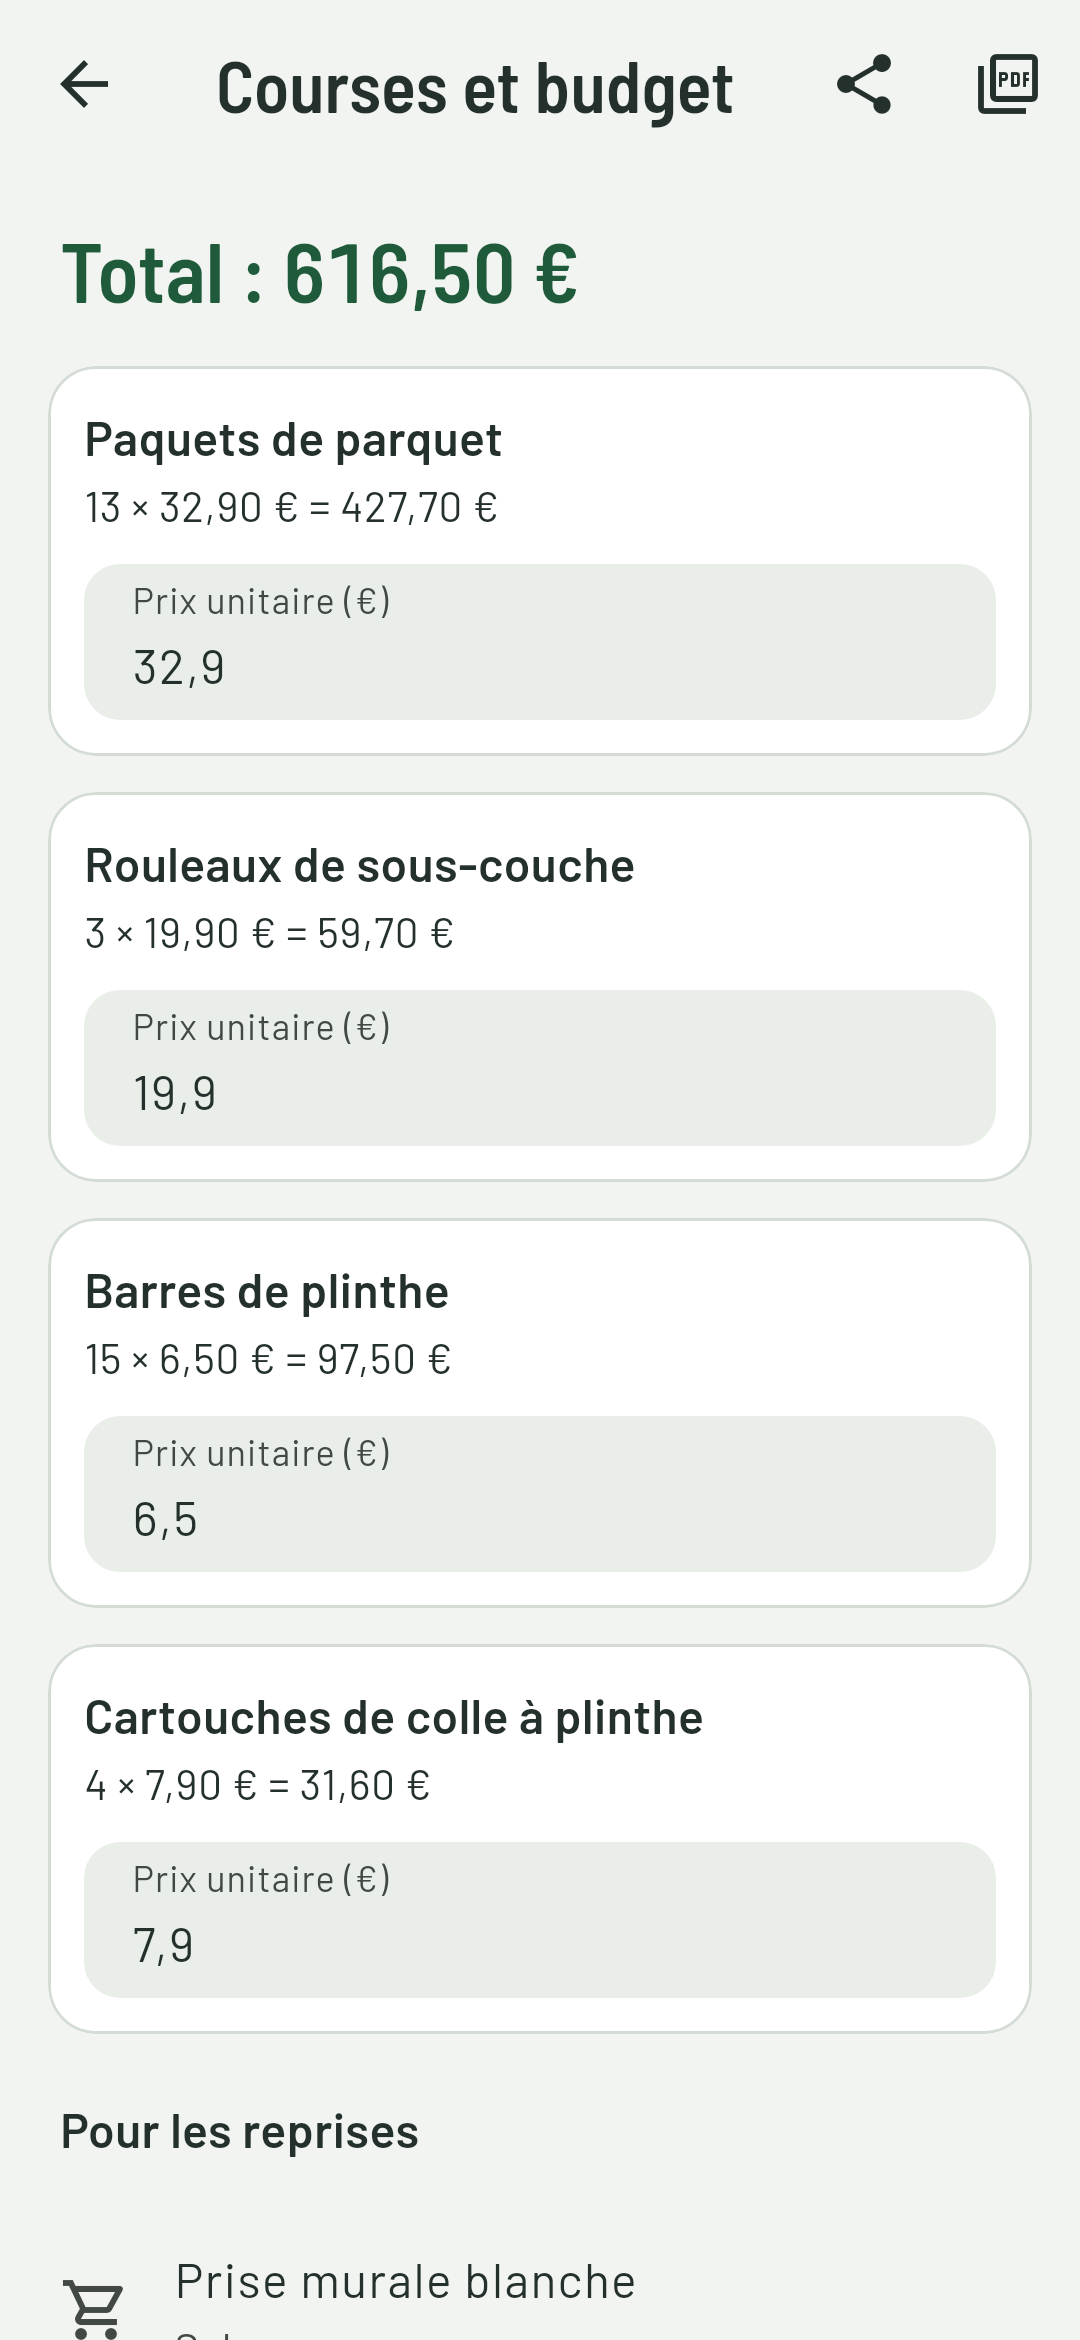 Courses et budget
PDF
Total : 616,50 €
Paquets de parquet
13 × 32,90 € = 427,70 €
Prix unitaire (€)
32,9
Rouleaux de sous-couche
3 × 19,90 € = 59,70 €
Prix unitaire (€)
19,9
Barres de plinthe
15 × 6,50 € = 97,50 €
Prix unitaire (€)
6,5
Cartouches de colle à plinthe
4 × 7,90 € = 31,60 €
Prix unitaire (€)
7,9
Pour les reprises
Prise murale blanche